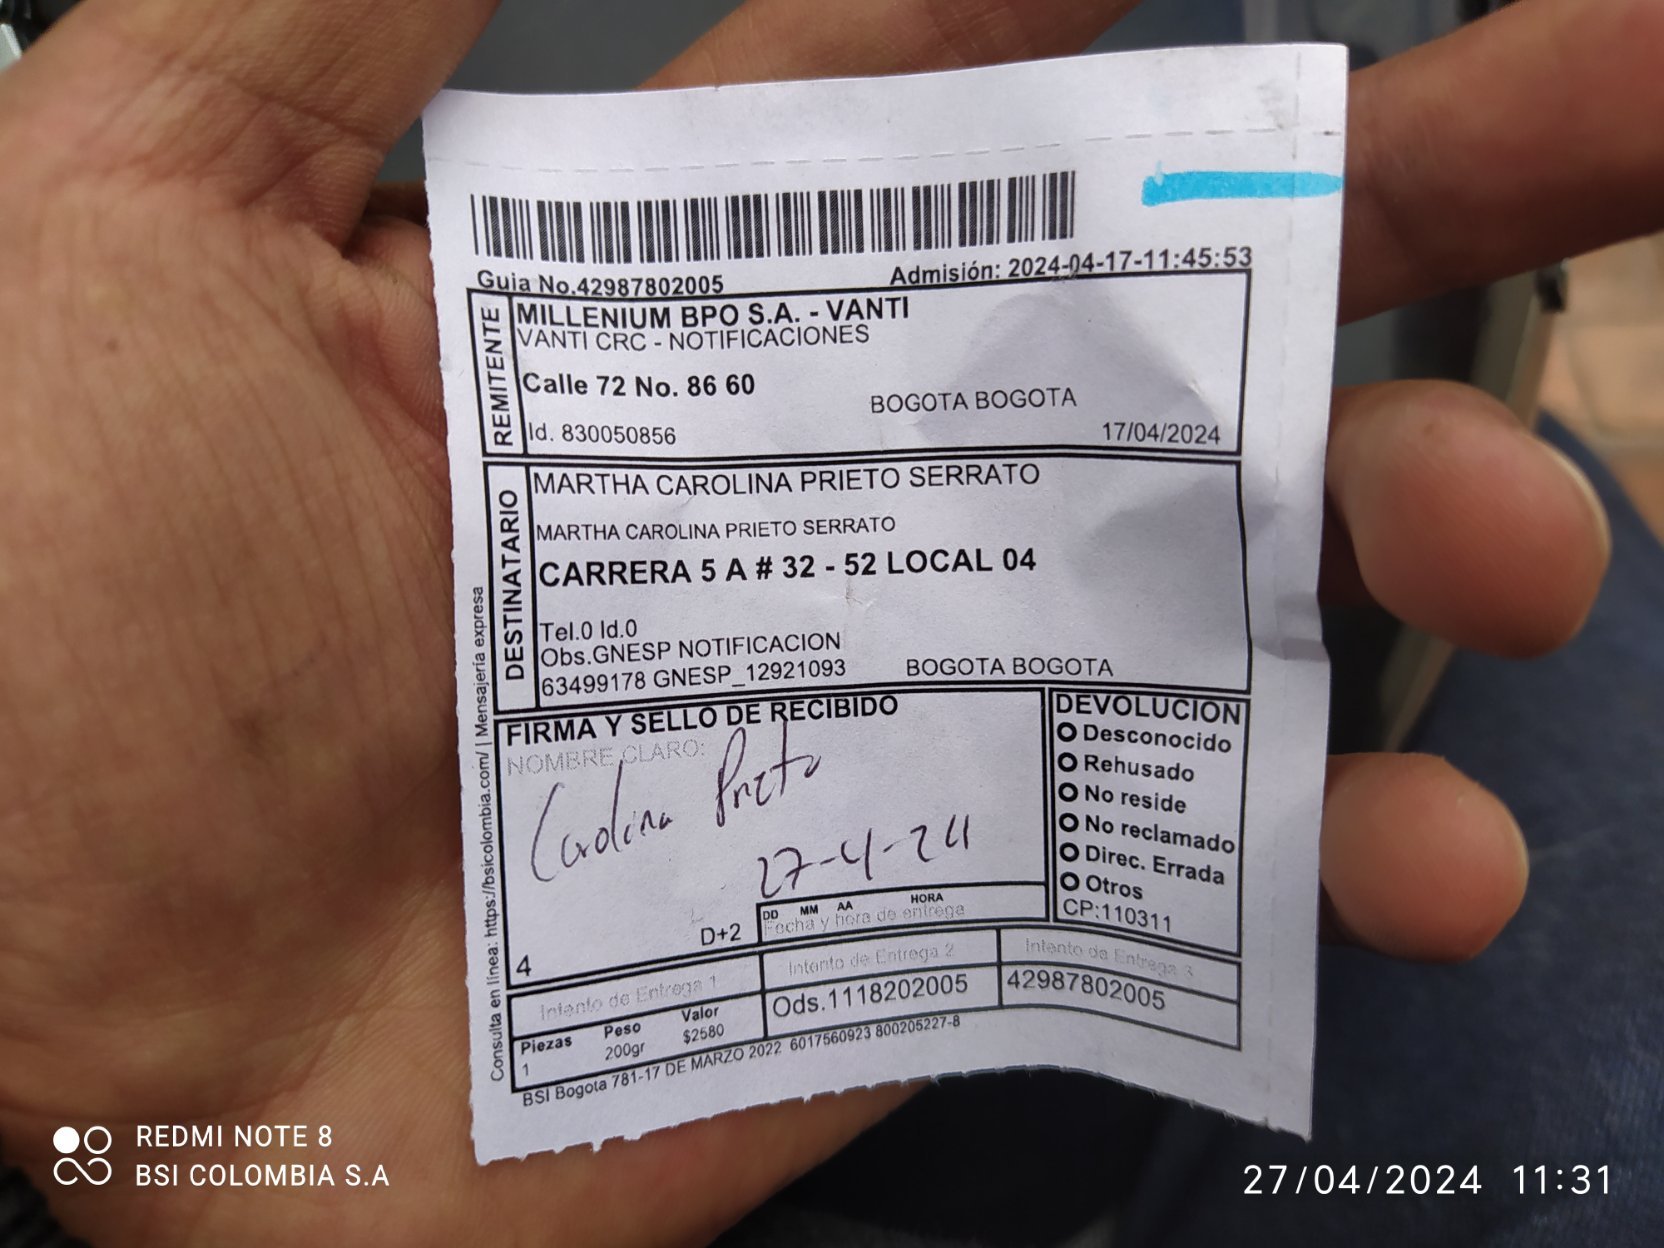 Guia No.42987802005
Admisión: 2024-04-17-11:45:53
REMITENTE
MILLENIUM BPO S.A. - VANTI
VANTI CRC - NOTIFICACIONES
Calle 72 No. 86 60
BOGOTA BOGOTA
Id. 830050856
17/04/2024
DESTINATARIO
MARTHA CAROLINA PRIETO SERRATO
MARTHA CAROLINA PRIETO SERRATO
CARRERA 5 A # 32 - 52 LOCAL 04
Tel.0 Id.0
Obs.GNESP NOTIFICACION
63499178 GNESP_12921093
BOGOTA BOGOTA
FIRMA Y SELLO DE RECIBIDO
NOMBRE CLARO:
Carolina Prieto
27-4-24
DD MM AA HORA
Fecha y hora de entrega
D+2
4
DEVOLUCION
Desconocido
Rehusado
No reside
No reclamado
Direc. Errada
Otros
CP:110311
Intento de Entrega 1
Intento de Entrega 2
Intento de Entrega 3
Piezas Peso Valor
1 200gr $2580
Ods.1118202005
42987802005
BSI Bogota 781-17 DE MARZO 2022 6017560923 800205227-8
Consulta en línea: https://bsicolombia.com/ | Mensajería expresa
REDMI NOTE 8
BSI COLOMBIA S.A
27/04/2024 11:31